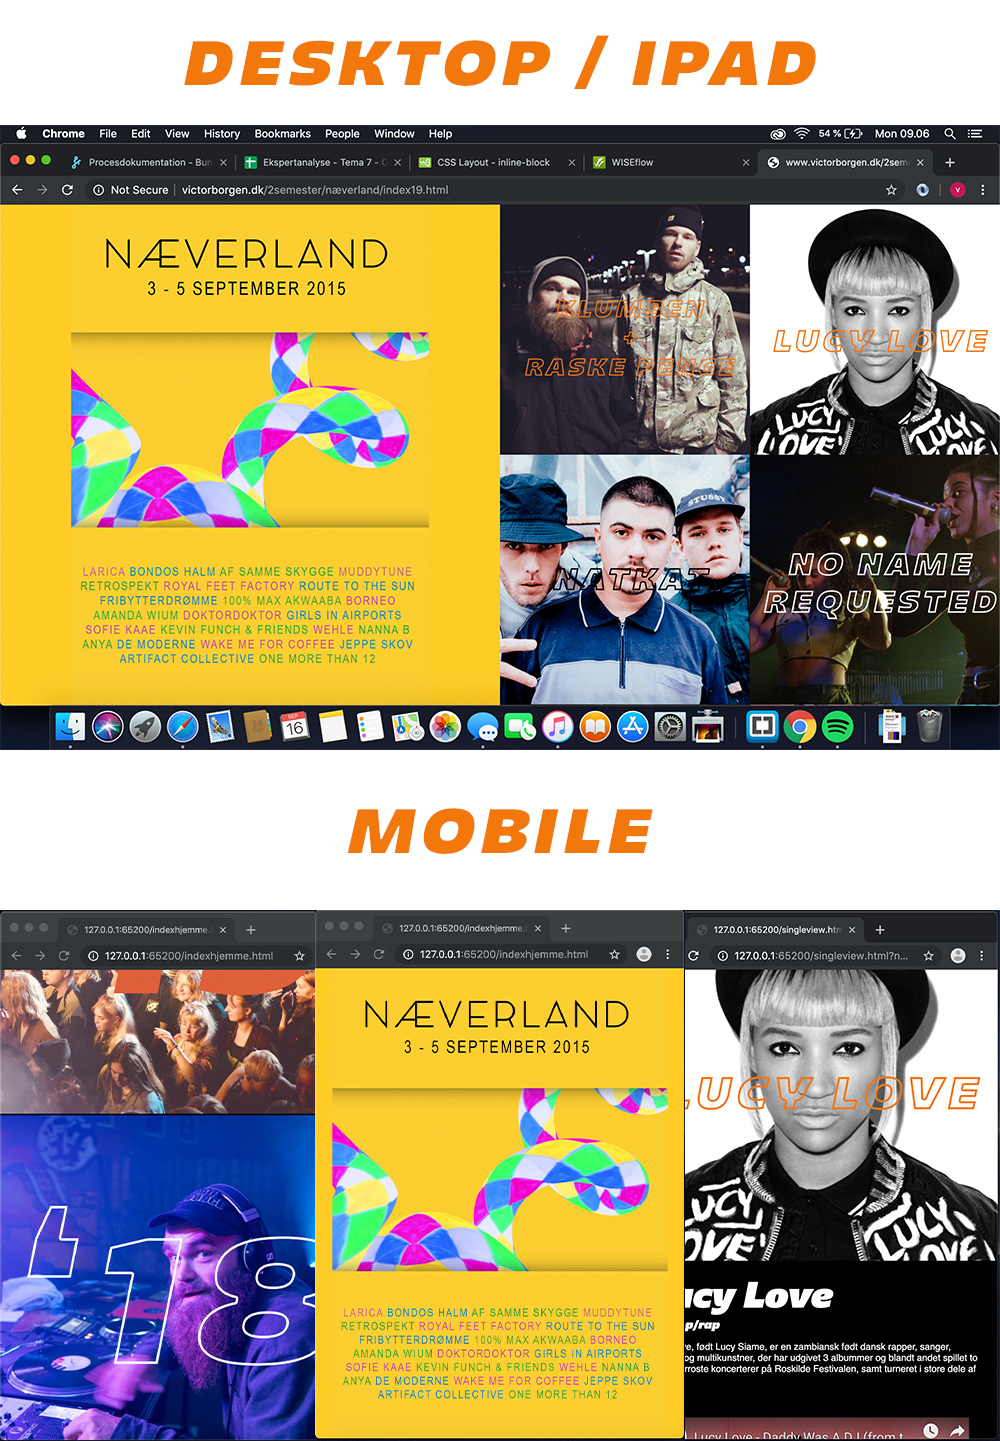 DESKTOP / IPAD
Chrome File Edit View History Bookmarks People Window Help 54 % Mon 09.06
Procesdokumentation - Bun × Ekspertanalyse - Tema 7 - G × CSS Layout - inline-block × WISEflow × www.victorborgen.dk/2sem × +
Not Secure | victorborgen.dk/2semester/næverland/index19.html V
NÆVERLAND
3 - 5 SEPTEMBER 2015
LARICA BONDOS HALM AF SAMME SKYGGE MUDDYTUNE
RETROSPEKT ROYAL FEET FACTORY ROUTE TO THE SUN
FRIBYTTERDRØMME 100% MAX AKWAABA BORNEO
AMANDA WIUM DOKTORDOKTOR GIRLS IN AIRPORTS
SOFIE KAAE KEVIN FUNCH & FRIENDS WEHLE NANNA B
ANYA DE MODERNE WAKE ME FOR COFFEE JEPPE SKOV
ARTIFACT COLLECTIVE ONE MORE THAN 12
KLUMBEN
+
RASKE PENGE
LUCY LOVE
LUCY
LOVE
LUCY
STUSSY
NATKAT
NO NAME
REQUESTED
SEP
16
MOBILE
127.0.0.1:65200/indexhjemme. × +
127.0.0.1:65200/indexhjemme.html
'18
127.0.0.1:65200/indexhjemme. × +
127.0.0.1:65200/indexhjemme.html
NÆVERLAND
3 - 5 SEPTEMBER 2015
LARICA BONDOS HALM AF SAMME SKYGGE MUDDYTUNE
RETROSPEKT ROYAL FEET FACTORY ROUTE TO THE SUN
FRIBYTTERDRØMME 100% MAX AKWAABA BORNEO
AMANDA WIUM DOKTORDOKTOR GIRLS IN AIRPORTS
SOFIE KAAE KEVIN FUNCH & FRIENDS WEHLE NANNA B
ANYA DE MODERNE WAKE ME FOR COFFEE JEPPE SKOV
ARTIFACT COLLECTIVE ONE MORE THAN 12
127.0.0.1:65200/singleview.htm × +
127.0.0.1:65200/singleview.html?n...
LUCY LOVE
LUCY
OVE
LUCY
LOVE
ucy Love
p/rap
e, født Lucy Siame, er en zambiansk født dansk rapper, sanger,
og multikunstner, der har udgivet 3 albummer og blandt andet spillet to
rroste koncerterer på Roskilde Festivalen, samt turneret i store dele af
Lucy Love - Daddy Was A DJ (from t